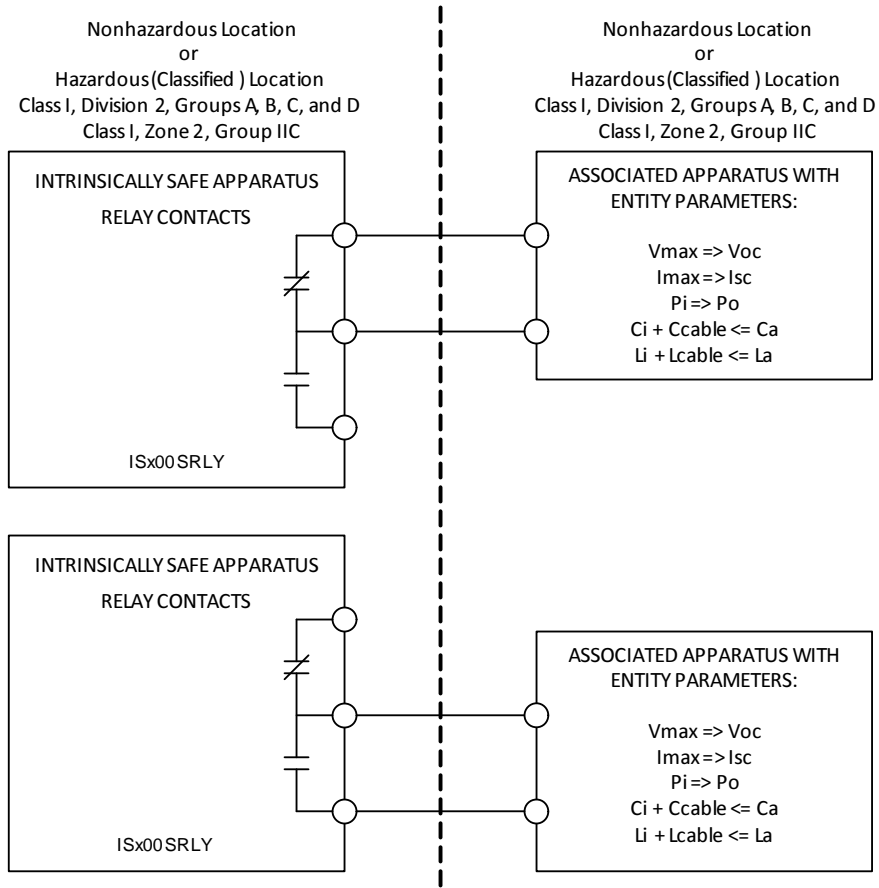 Nonhazardous Location
or
Hazardous (Classified ) Location
Class I, Division 2, Groups A, B, C, and D
Class I, Zone 2, Group IIC
Nonhazardous Location
or
Hazardous (Classified ) Location
Class I, Division 2, Groups A, B, C, and D
Class I, Zone 2, Group IIC
INTRINSICALLY SAFE APPARATUS
RELAY CONTACTS
ISx00SRLY
ASSOCIATED APPARATUS WITH
ENTITY PARAMETERS:
Vmax => Voc
Imax => Isc
Pi => Po
Ci + Ccable <= Ca
Li + Lcable <= La
INTRINSICALLY SAFE APPARATUS
RELAY CONTACTS
ISx00SRLY
ASSOCIATED APPARATUS WITH
ENTITY PARAMETERS:
Vmax => Voc
Imax => Isc
Pi => Po
Ci + Ccable <= Ca
Li + Lcable <= La